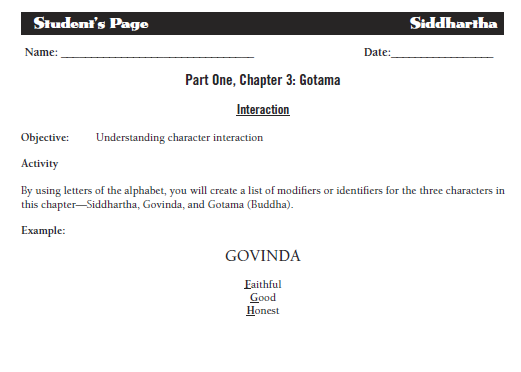 Student's Page Siddhartha
Name: ________________________________ Date:________________
Part One, Chapter 3: Gotama
Interaction
Objective: Understanding character interaction
Activity
By using letters of the alphabet, you will create a list of modifiers or identifiers for the three characters in
this chapter—Siddhartha, Govinda, and Gotama (Buddha).
Example:
GOVINDA
Faithful
Good
Honest